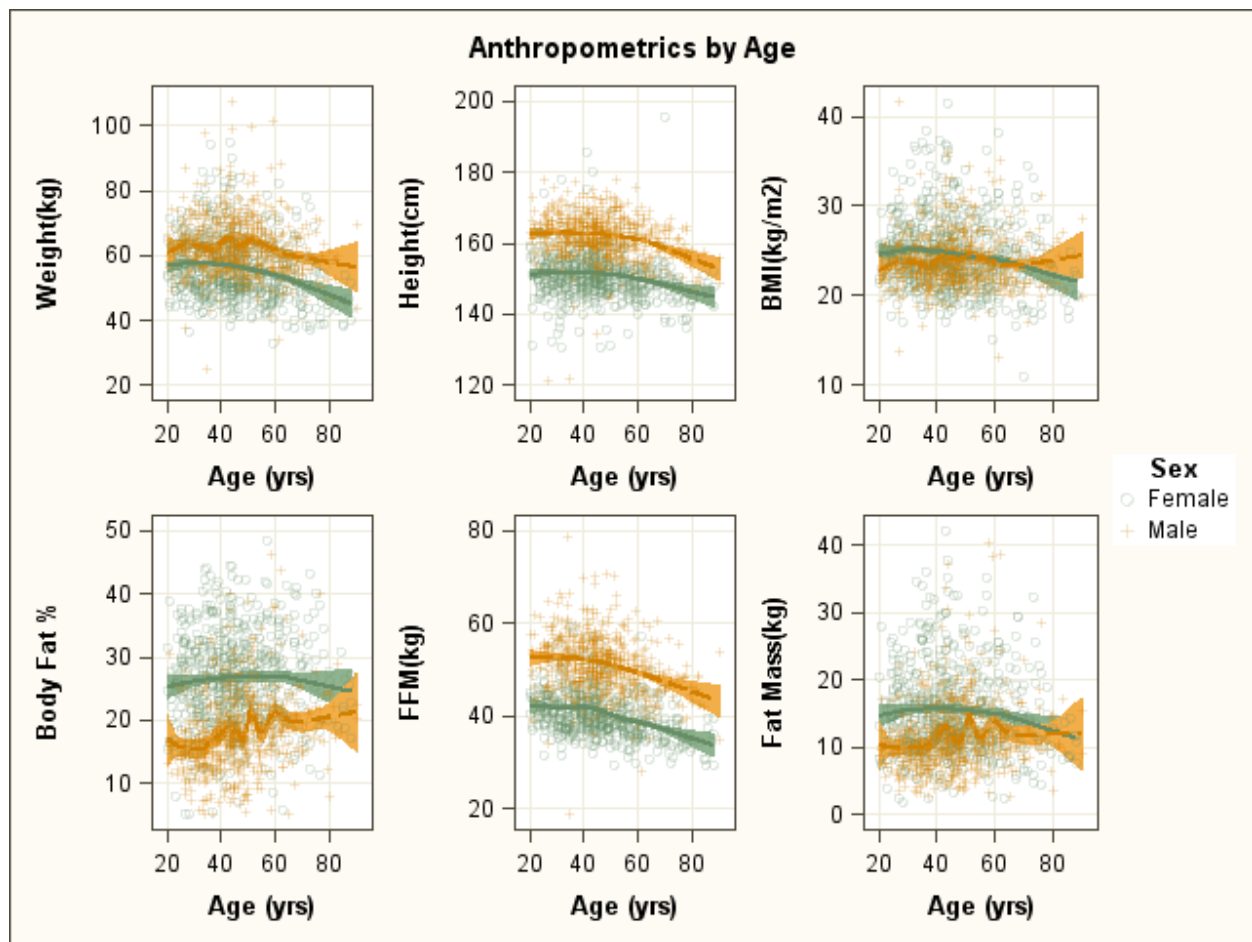 Anthropometrics by Age
Weight(kg)
100
80
60
40
20
20 40 60 80
Age (yrs)
Height(cm)
200
180
160
140
120
20 40 60 80
Age (yrs)
BMI(kg/m2)
40
30
20
10
20 40 60 80
Age (yrs)
Sex
Female
Male
Body Fat %
50
40
30
20
10
20 40 60 80
Age (yrs)
FFM(kg)
80
60
40
20
20 40 60 80
Age (yrs)
Fat Mass(kg)
40
30
20
10
0
20 40 60 80
Age (yrs)